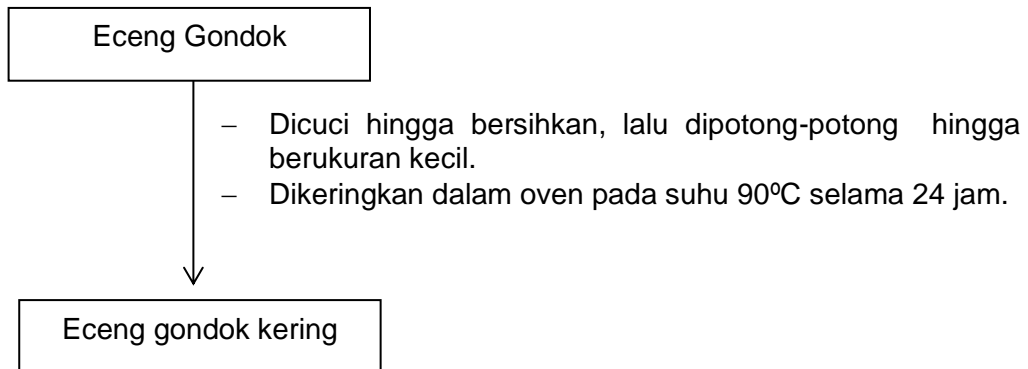 Eceng Gondok
– Dicuci hingga bersihkan, lalu dipotong-potong hingga
berukuran kecil.
– Dikeringkan dalam oven pada suhu 90ºC selama 24 jam.
Eceng gondok kering